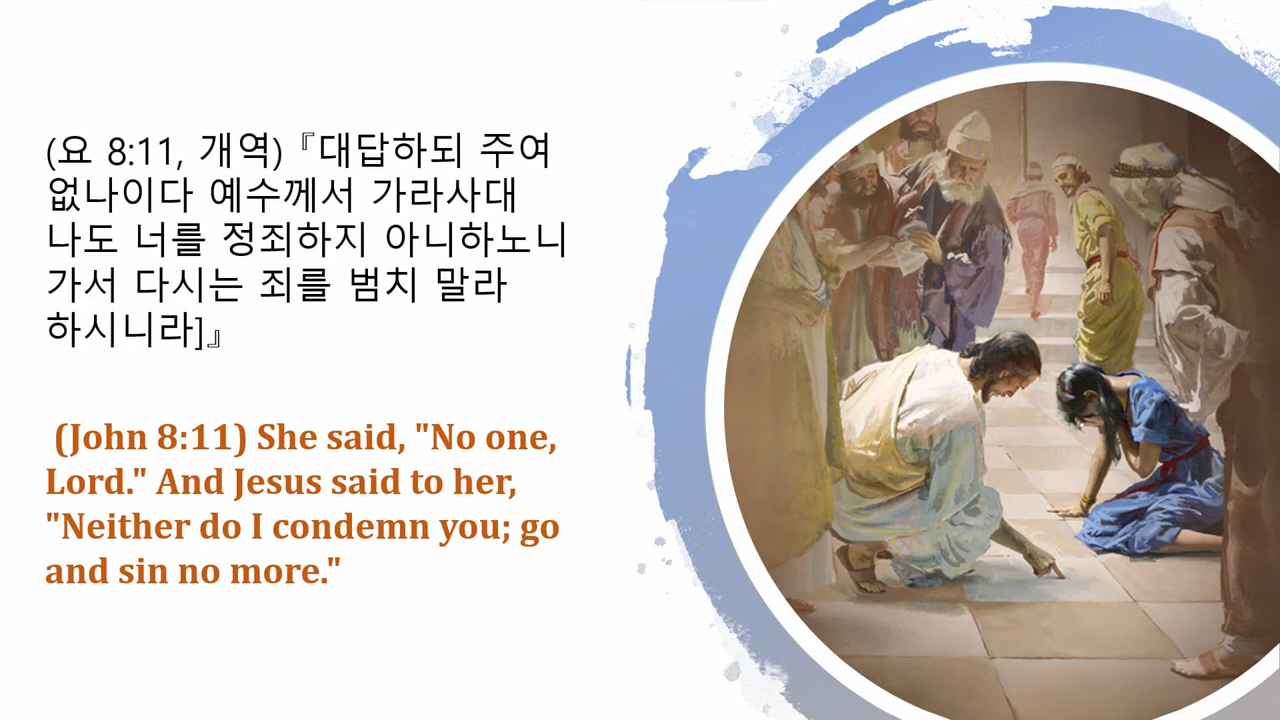 (요 8:11, 개역) 『대답하되 주여
없나이다 예수께서 가라사대
나도 너를 정죄하지 아니하노니
가서 다시는 죄를 범치 말라
하시니라]』
(John 8:11) She said, "No one,
Lord." And Jesus said to her,
"Neither do I condemn you; go
and sin no more."